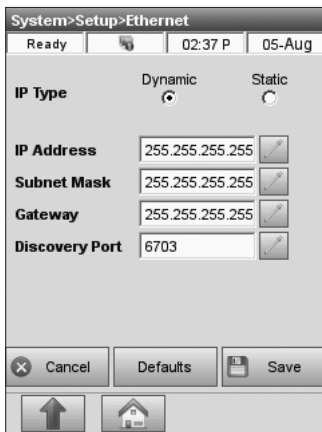 System>Setup>Ethernet
Ready 02:37 P 05-Aug
Dynamic Static
IP Type
IP Address 255.255.255.255
Subnet Mask 255.255.255.255
Gateway 255.255.255.255
Discovery Port 6703
Cancel Defaults Save